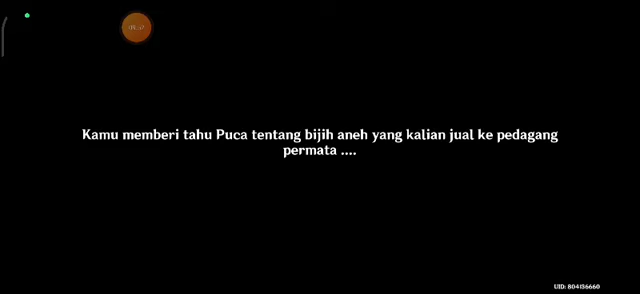 Kamu memberi tahu Puca tentang bijih aneh yang kalian jual ke pedagang
permata ....
UID: 804136660